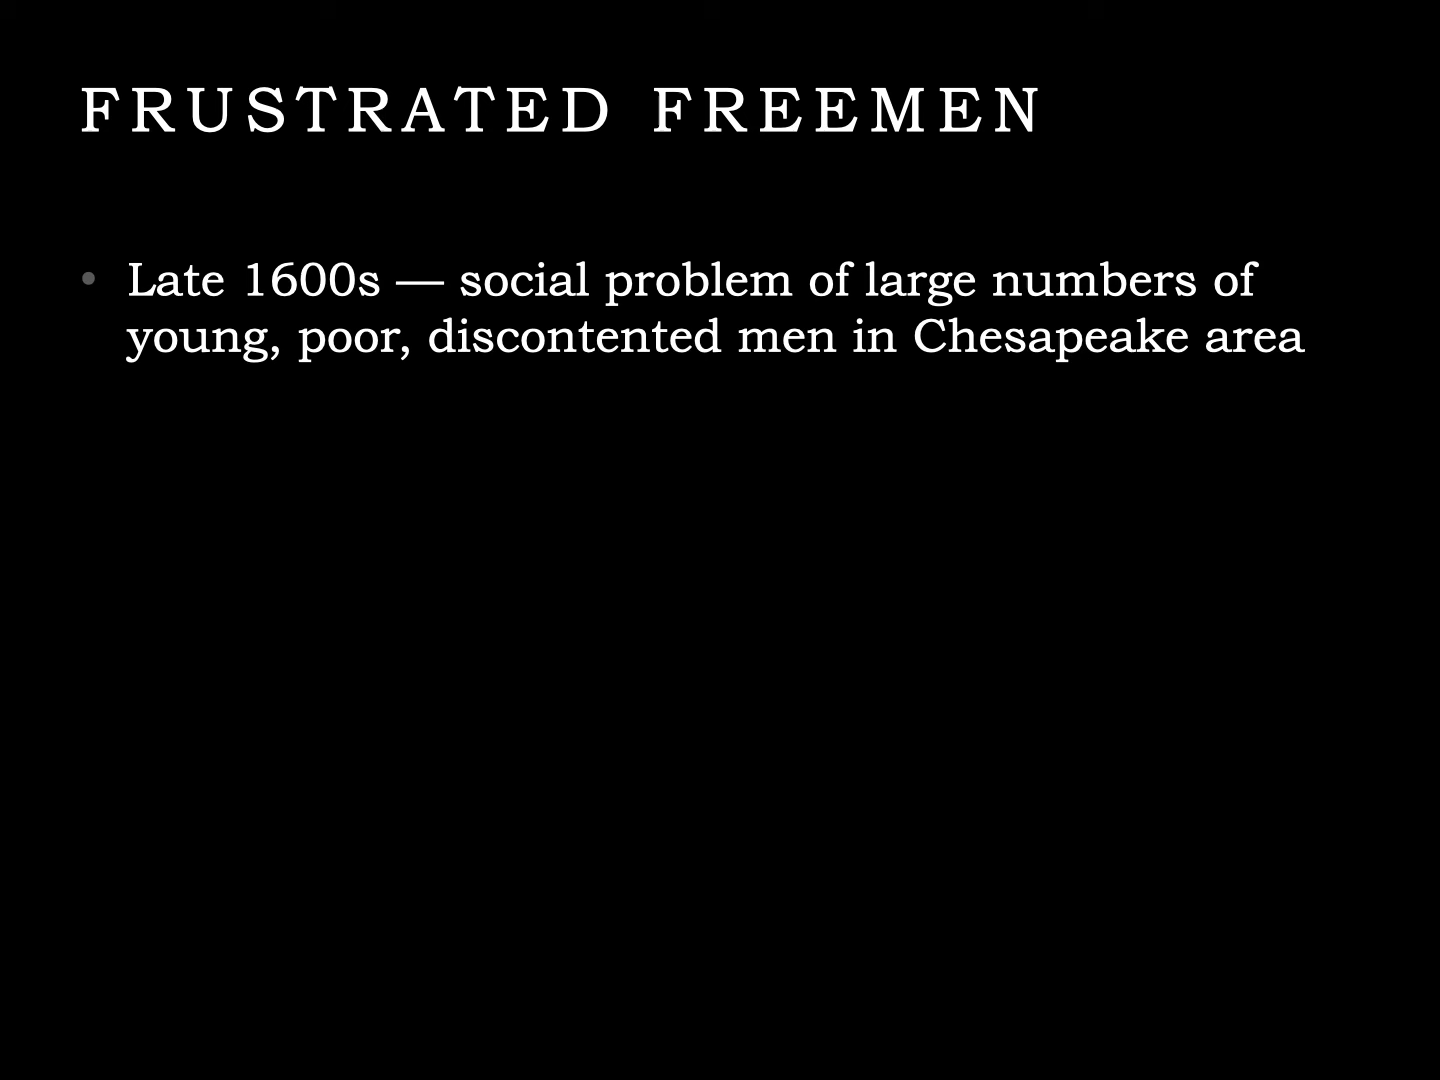 FRUSTRATED FREEMEN
• Late 1600s — social problem of large numbers of
young, poor, discontented men in Chesapeake area